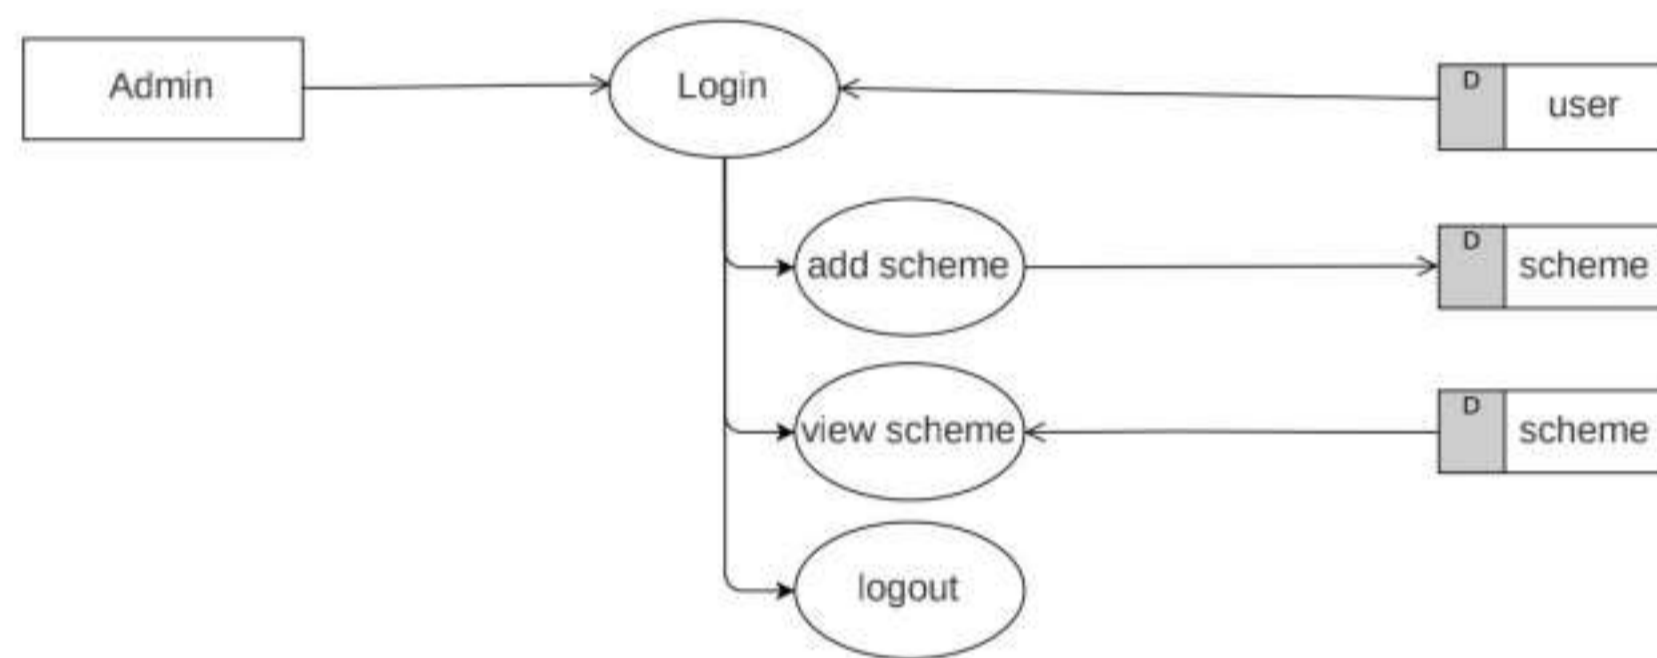 Admin
Login
D
user
add scheme
D
scheme
view scheme
D
scheme
logout